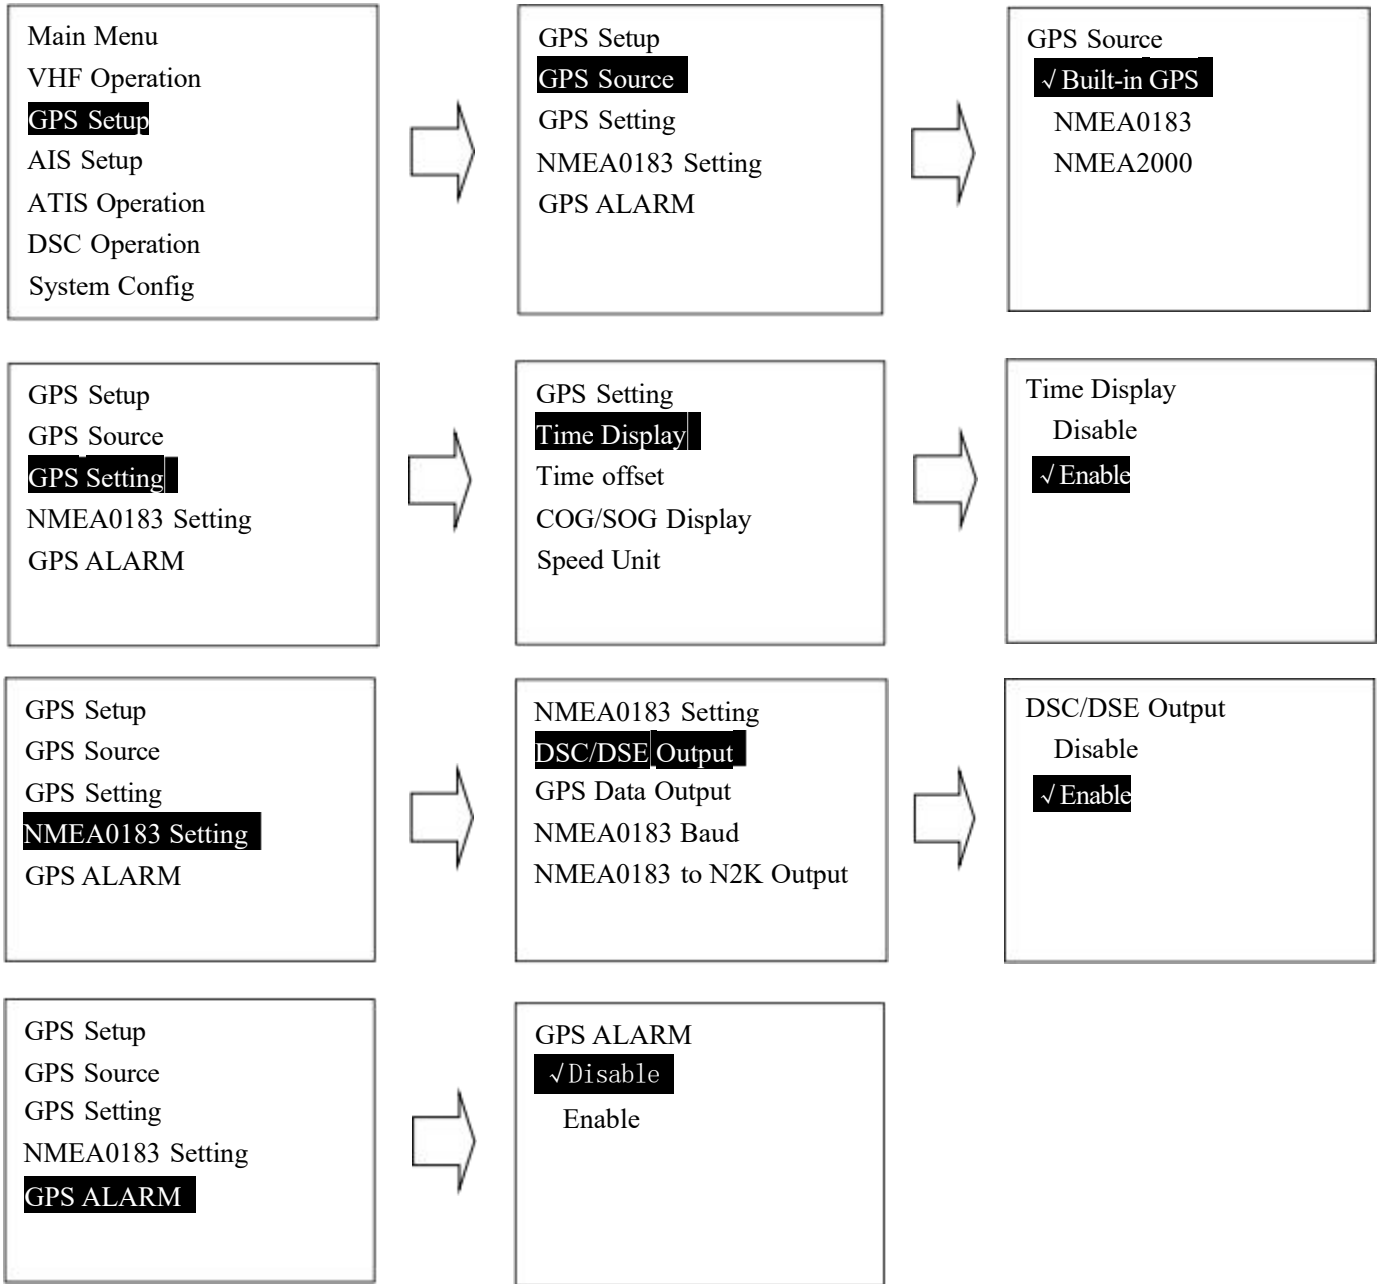 Main Menu
VHF Operation
GPS Setup
AIS Setup
ATIS Operation
DSC Operation
System Config
GPS Setup
GPS Source
GPS Setting
NMEA0183 Setting
GPS ALARM
GPS Source
√ Built-in GPS
NMEA0183
NMEA2000
GPS Setup
GPS Source
GPS Setting
NMEA0183 Setting
GPS ALARM
GPS Setting
Time Display
Time offset
COG/SOG Display
Speed Unit
Time Display
Disable
√ Enable
GPS Setup
GPS Source
GPS Setting
NMEA0183 Setting
GPS ALARM
NMEA0183 Setting
DSC/DSE Output
GPS Data Output
NMEA0183 Baud
NMEA0183 to N2K Output
DSC/DSE Output
Disable
√ Enable
GPS Setup
GPS Source
GPS Setting
NMEA0183 Setting
GPS ALARM
GPS ALARM
√Disable
Enable